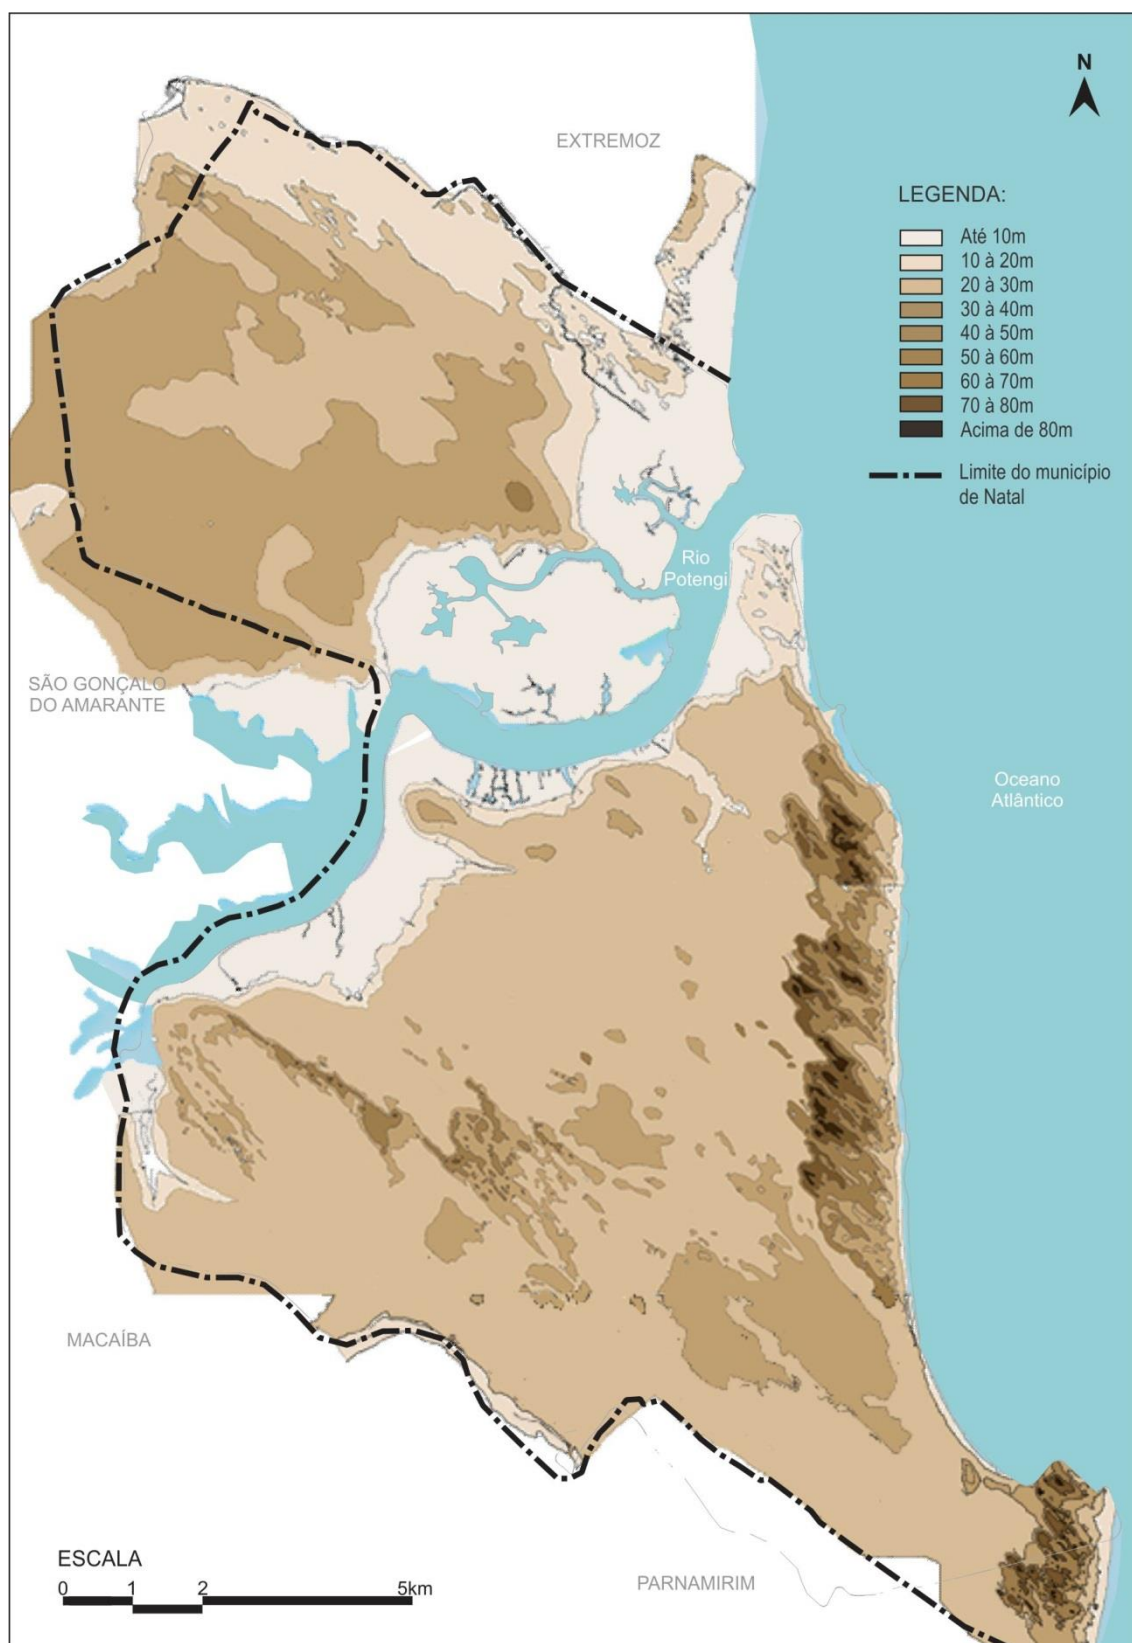 N
EXTREMOZ
LEGENDA:
Até 10m
10 à 20m
20 à 30m
30 à 40m
40 à 50m
50 à 60m
60 à 70m
70 à 80m
Acima de 80m
Limite do município
de Natal
Rio
Potengi
SÃO GONÇALO
DO AMARANTE
Oceano
Atlântico
MACAÍBA
ESCALA
0 1 2 5km
PARNAMIRIM